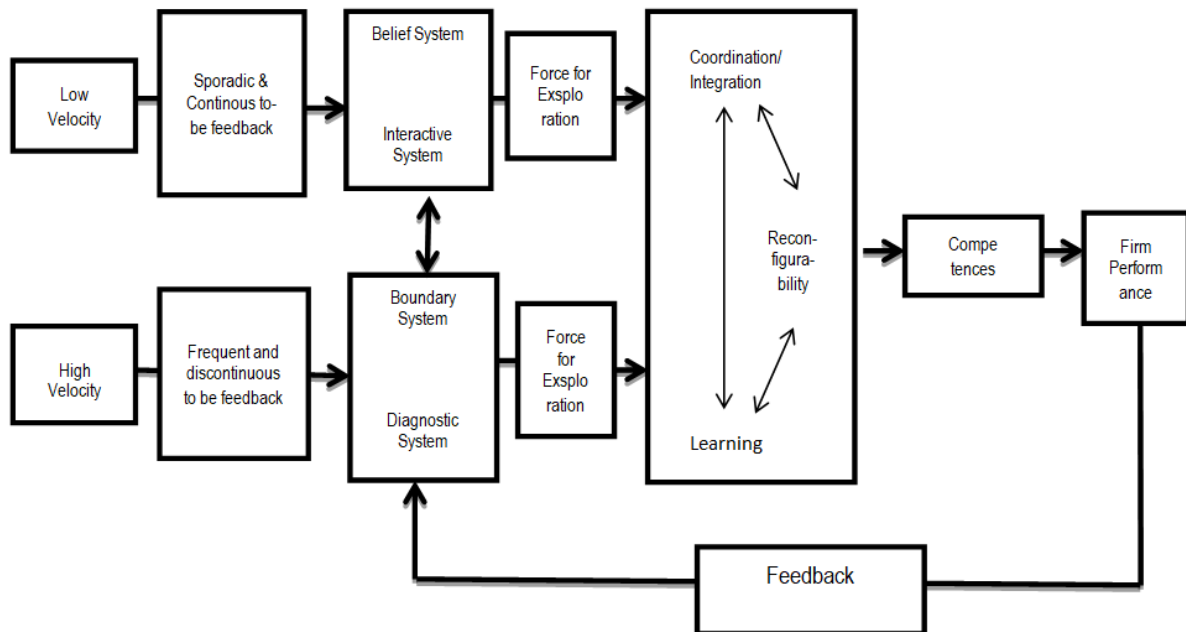 Low
Velocity
Sporadic &
Continous to-
be feedback
Belief System
Interactive
System
Force for
Exsplo
ration
Coordination/
Integration
Recon-
figura-
bility
Learning
Compe
tences
Firm
Perform
ance
High
Velocity
Frequent and
discontinuous
to be feedback
Boundary
System
Diagnostic
System
Force
for
Exsplo
ration
Feedback